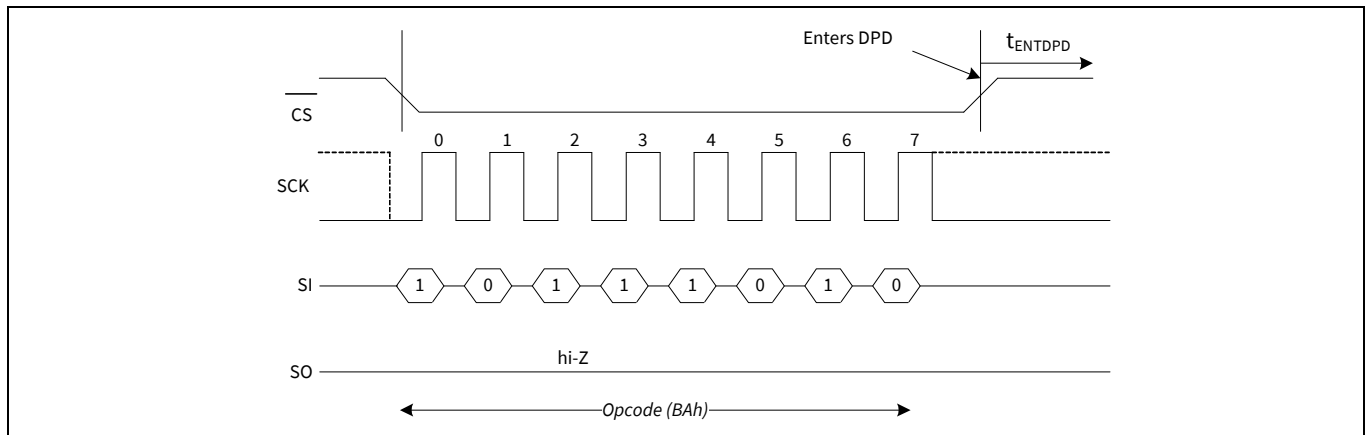 Enters DPD
tENTDPD
CS
0 1 2 3 4 5 6 7
SCK
SI 1 0 1 1 1 0 1 0
hi-Z
SO
Opcode (BAh)